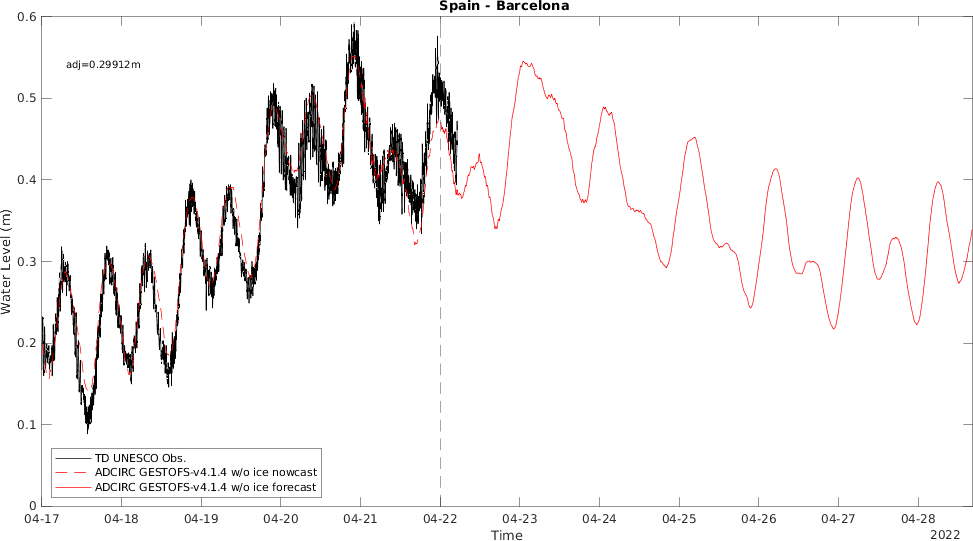 Spain - Barcelona
adj=0.29912m
0.6
0.5
0.4
0.3
0.2
0.1
0
Water Level (m)
TD UNESCO Obs.
ADCIRC GESTOFS-v4.1.4 w/o ice nowcast
ADCIRC GESTOFS-v4.1.4 w/o ice forecast
04-17 04-18 04-19 04-20 04-21 04-22 04-23 04-24 04-25 04-26 04-27 04-28
Time
2022